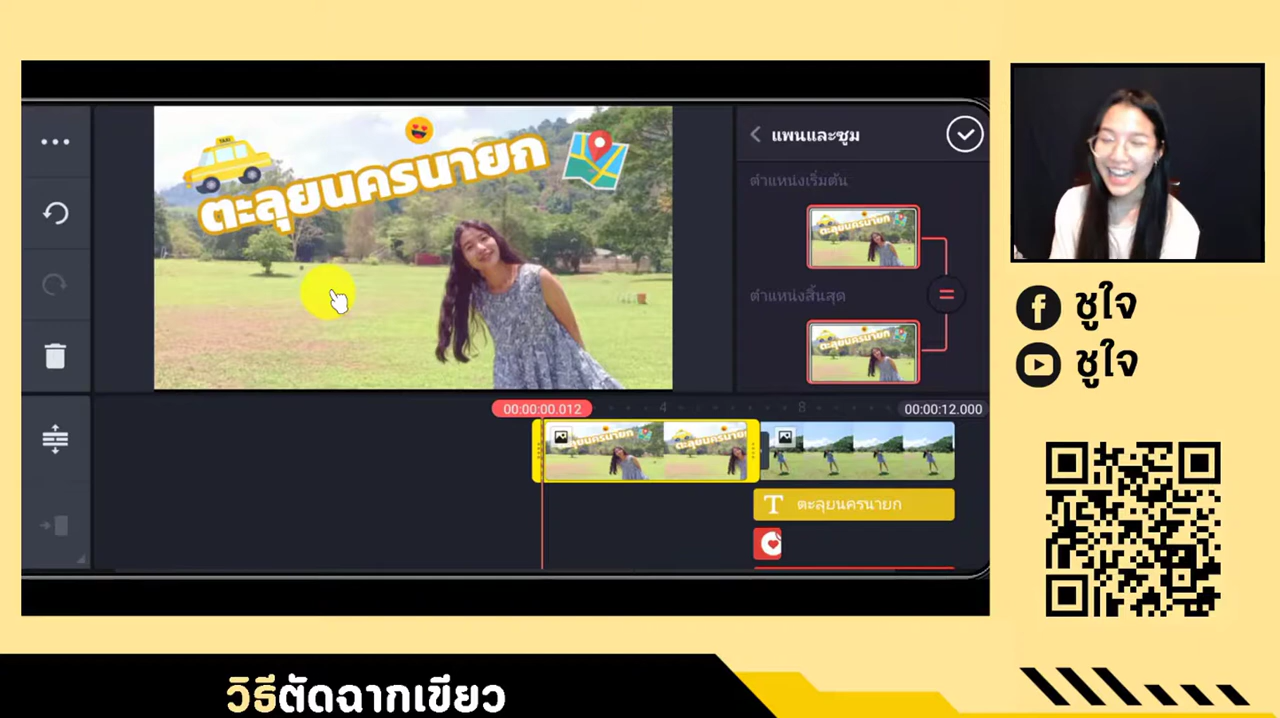 TAXI
ตะลุยนครนายก
แพนและซูม
ตำแหน่งเริ่มต้น
ตำแหน่งสิ้นสุด
=
00:00:00.012
4
8
00:00:12.000
T ตะลุยนครนายก
ชูใจ
ชูใจ
วิธีตัดฉากเขียว